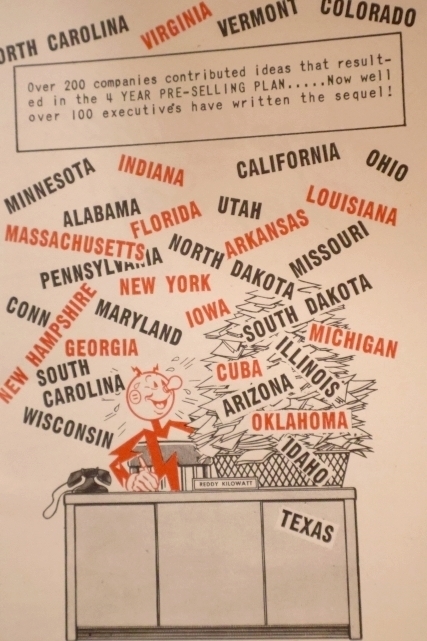 ORTH CAROLINA
VIRGINIA
VERMONT
COLORADO
Over 200 companies contributed ideas that result-
ed in the 4 YEAR PRE-SELLING PLAN.....Now well
over 100 executives have written the sequel!
MINNESOTA
INDIANA
CALIFORNIA
OHIO
ALABAMA
FLORIDA
UTAH
LOUISIANA
MASSACHUSETTS
ARKANSAS
PENNSYLVANIA
NORTH DAKOTA
MISSOURI
NEW YORK
CONN
MARYLAND
IOWA
SOUTH DAKOTA
NEW HAMPSHIRE
GEORGIA
MICHIGAN
SOUTH
CAROLINA
CUBA
ILLINOIS
ARIZONA
WISCONSIN
OKLAHOMA
IDAHO
REDDY KILOWATT
TEXAS